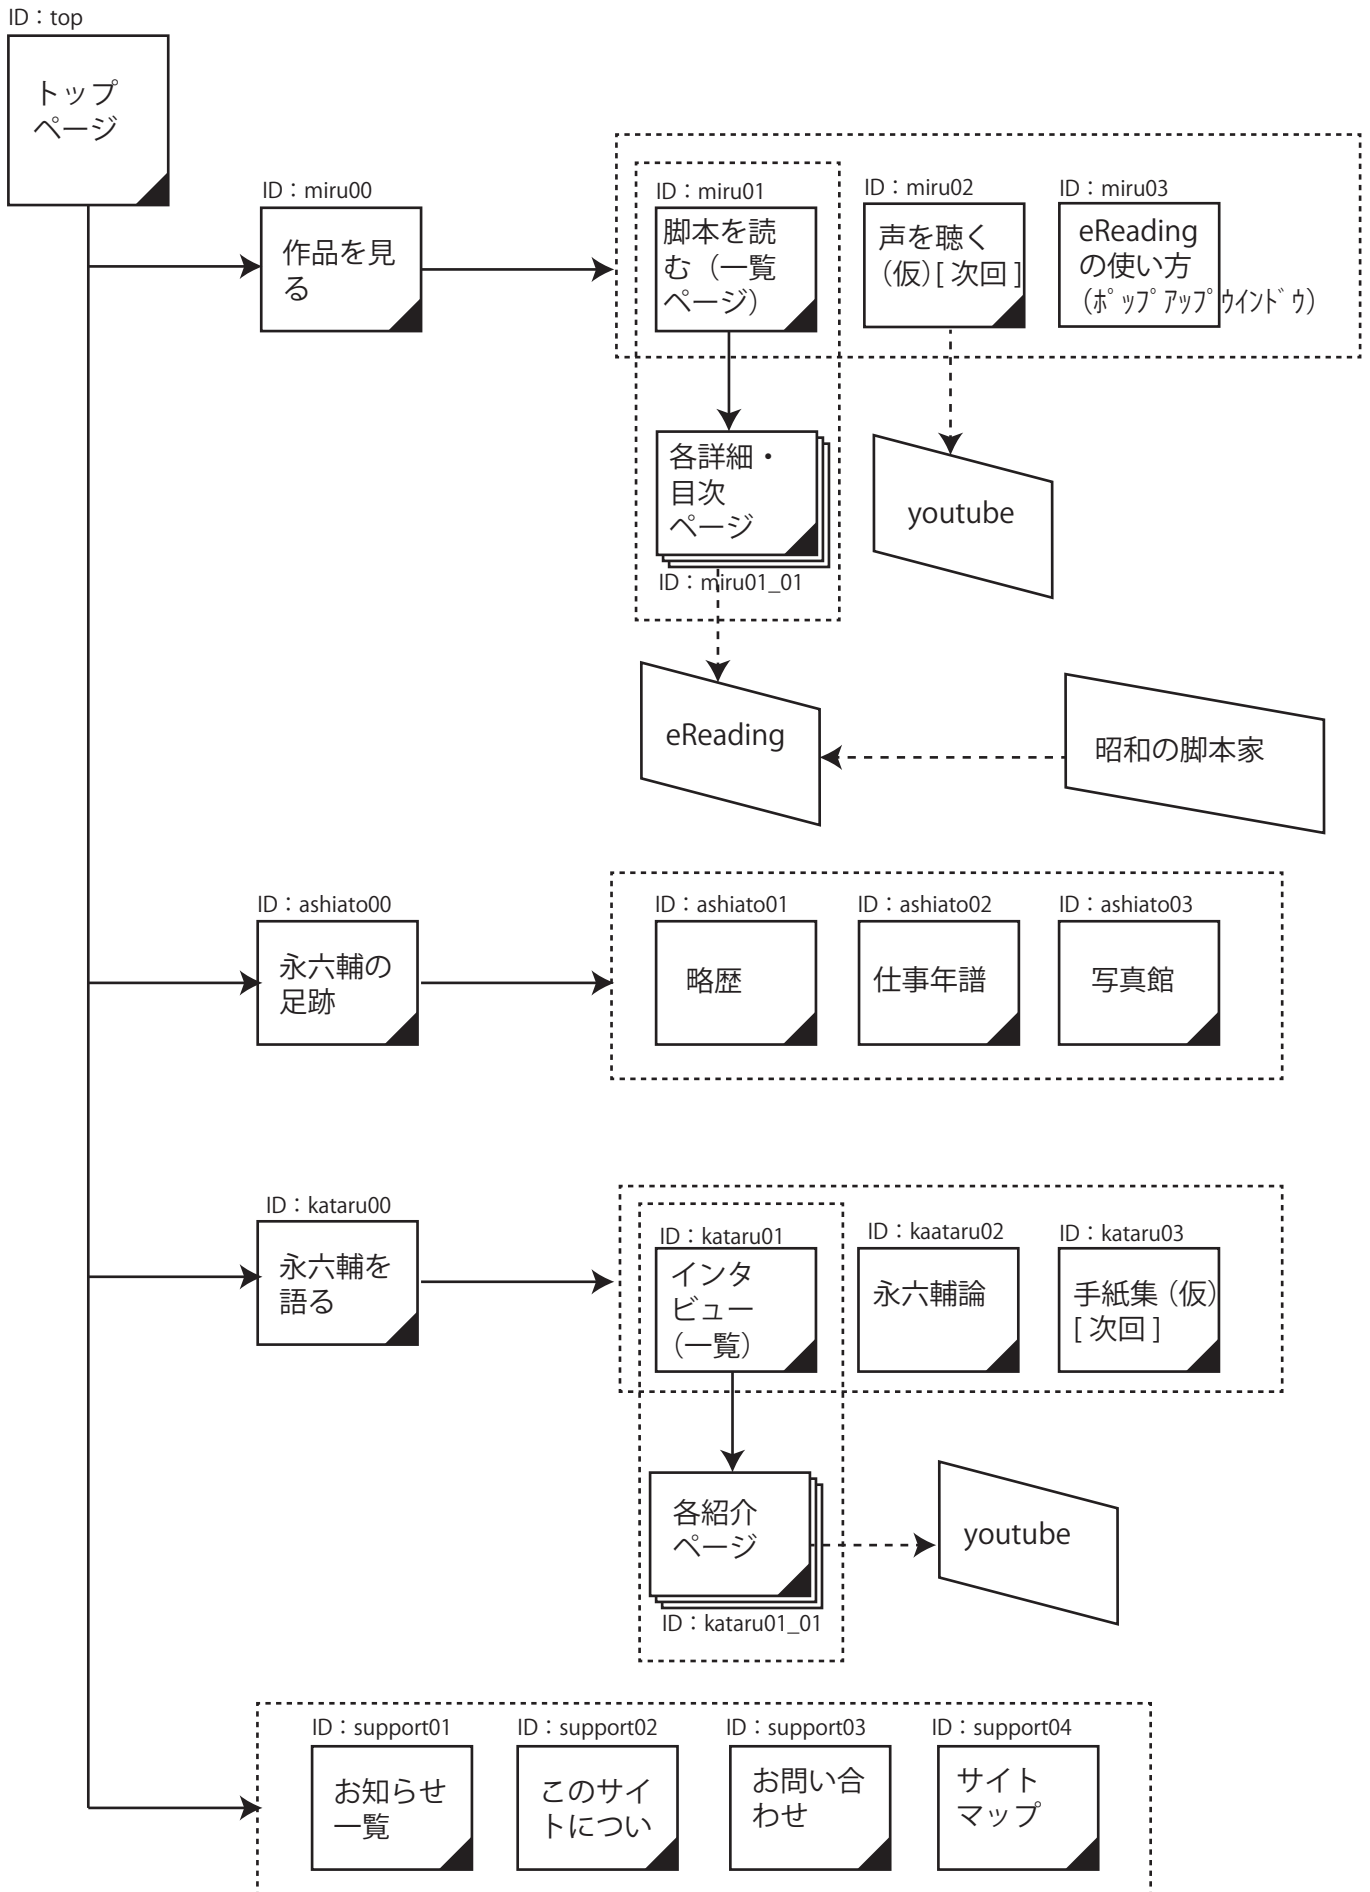 ID：top
トップ
ページ
ID：miru00
作品を見
る
ID：miru01
脚本を読
む（一覧
ページ）
ID：miru02
声を聴く
（仮）[ 次回 ]
ID：miru03
eReading
の使い方
（ﾎﾟｯﾌﾟｱｯﾌﾟｳｲﾝﾄﾞｳ）
各詳細・
目次
ページ
ID：miru01_01
youtube
eReading
昭和の脚本家
ID：ashiato00
永六輔の
足跡
ID：ashiato01
略歴
ID：ashiato02
仕事年譜
ID：ashiato03
写真館
ID：kataru00
永六輔を
語る
ID：kataru01
インタ
ビュー
（一覧）
ID：kaataru02
永六輔論
ID：kataru03
手紙集（仮）
[ 次回 ]
各紹介
ページ
ID：kataru01_01
youtube
ID：support01
お知らせ
一覧
ID：support02
このサイ
トについ
ID：support03
お問い合
わせ
ID：support04
サイト
マップ